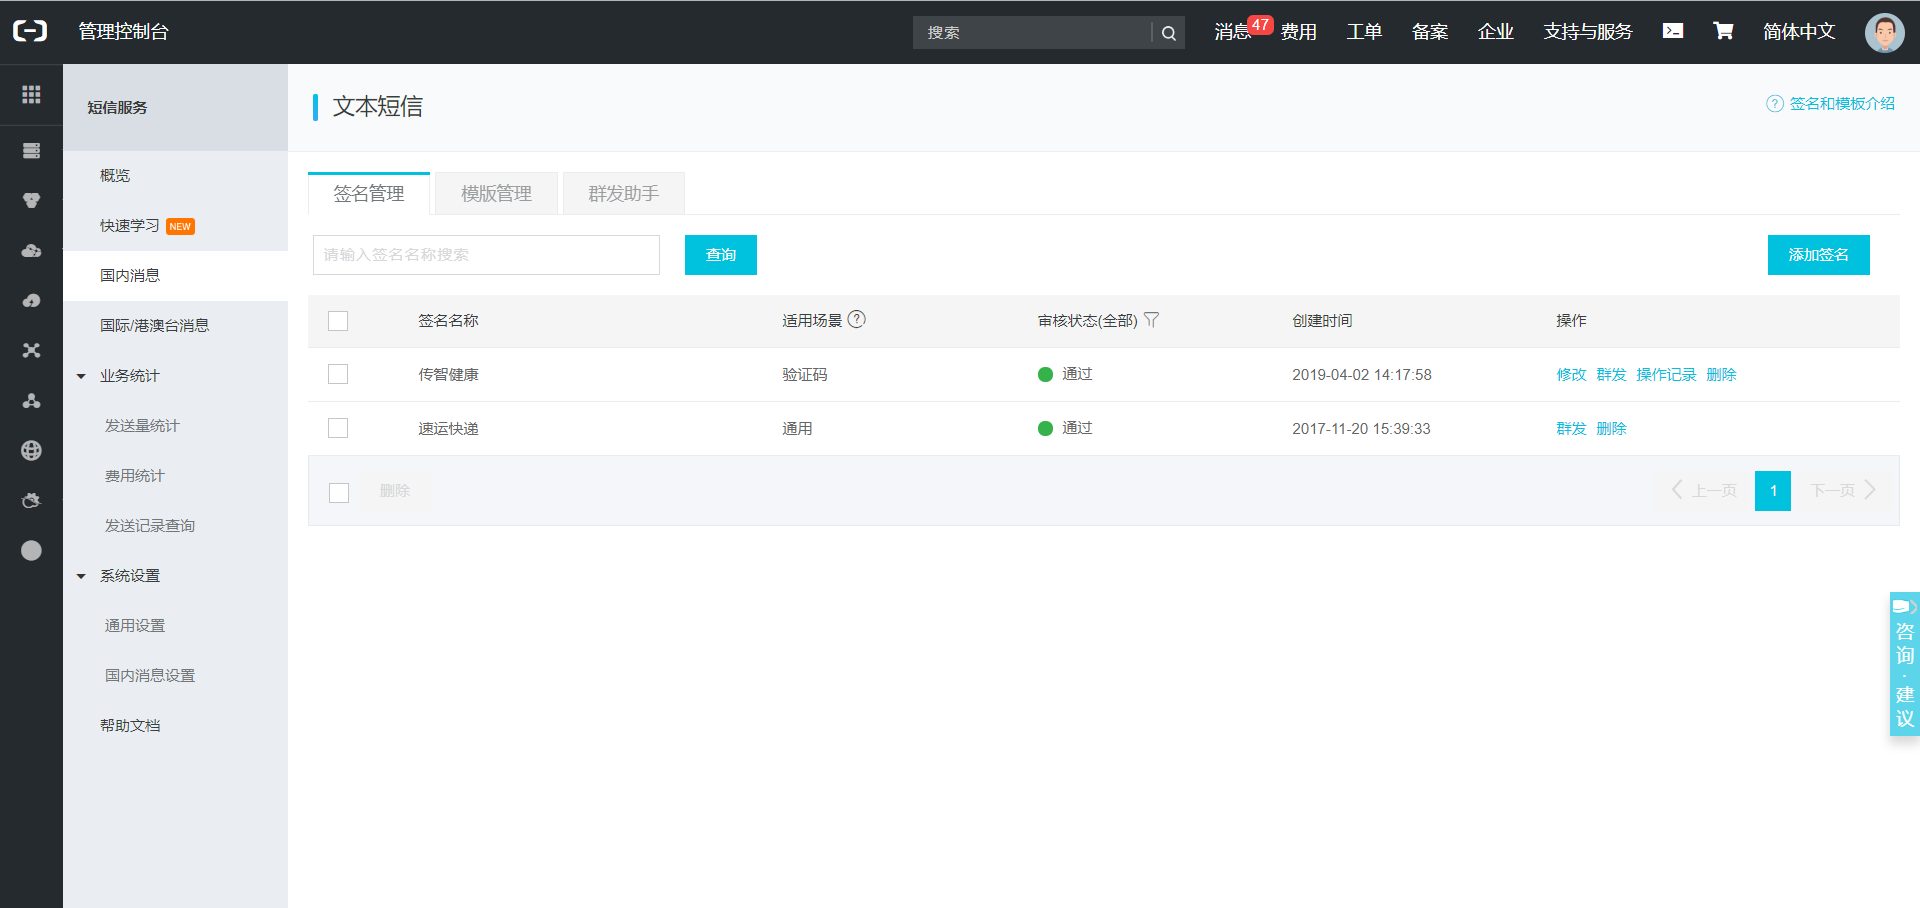 管理控制台
搜索
消息 47 费用 工单 备案 企业 支持与服务 简体中文
短信服务
概览
快速学习 NEW
国内消息
国际/港澳台消息
业务统计
发送量统计
费用统计
发送记录查询
系统设置
通用设置
国内消息设置
帮助文档
文本短信
签名和模板介绍
签名管理 模版管理 群发助手
请输入签名名称搜索 查询 添加签名
签名名称 适用场景 审核状态(全部) 创建时间 操作
传智健康 验证码 通过 2019-04-02 14:17:58 修改 群发 操作记录 删除
速运快递 通用 通过 2017-11-20 15:39:33 群发 删除
删除 上一页 1 下一页
咨询·建议